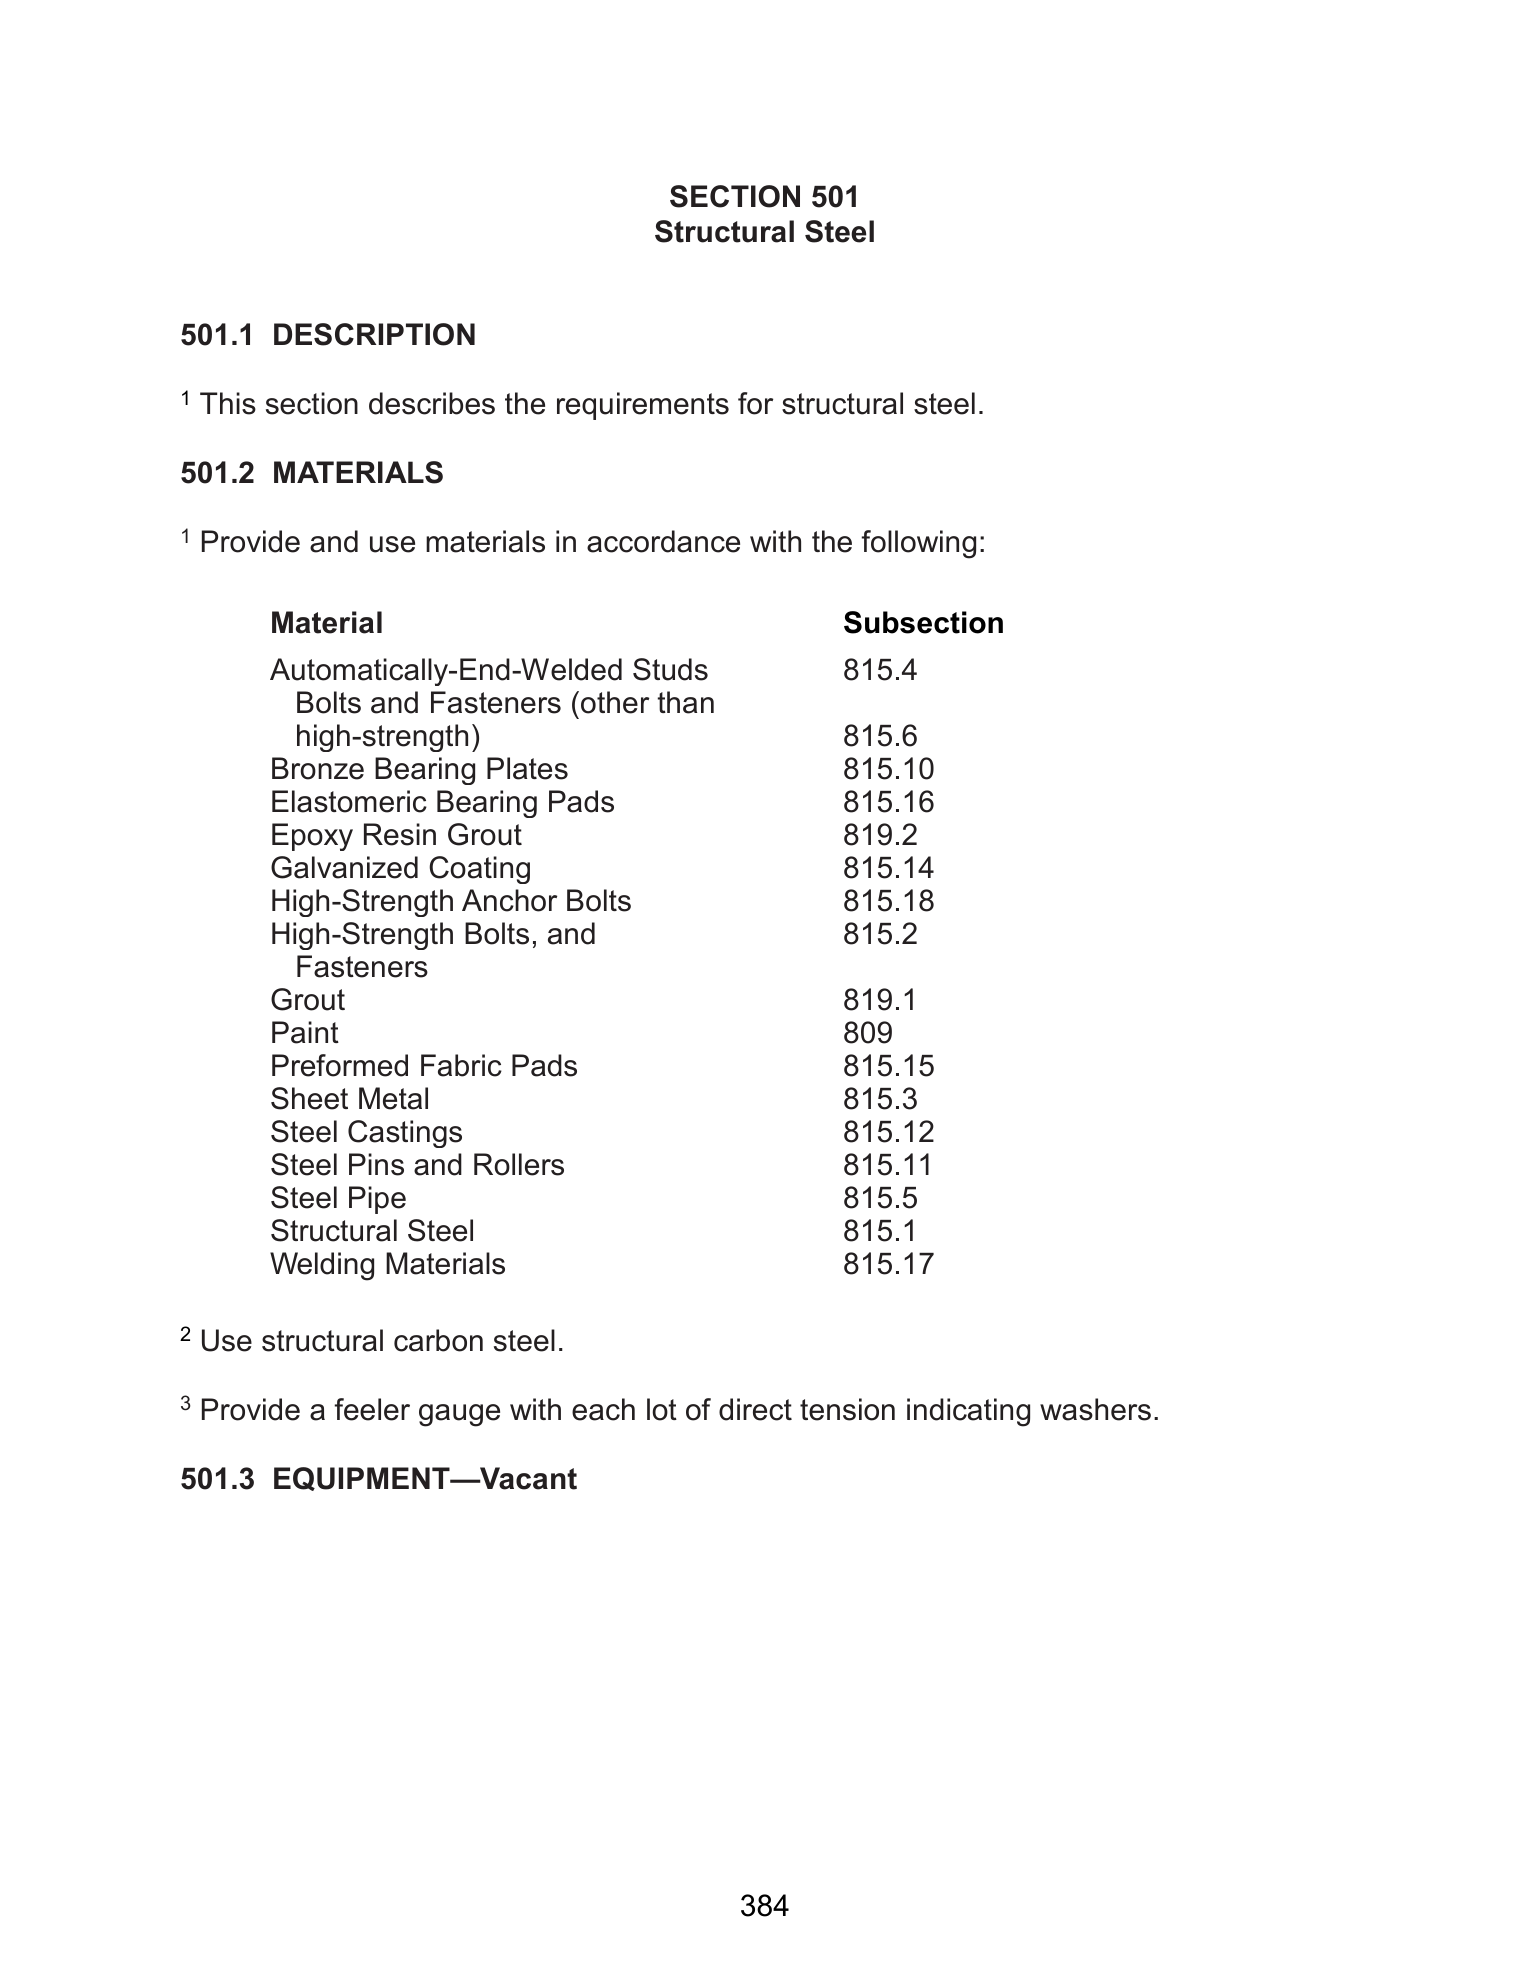 SECTION 501
Structural Steel
501.1 DESCRIPTION
1 This section describes the requirements for structural steel.
501.2 MATERIALS
1 Provide and use materials in accordance with the following:
Material Subsection
Automatically-End-Welded Studs 815.4
Bolts and Fasteners (other than
high-strength) 815.6
Bronze Bearing Plates 815.10
Elastomeric Bearing Pads 815.16
Epoxy Resin Grout 819.2
Galvanized Coating 815.14
High-Strength Anchor Bolts 815.18
High-Strength Bolts, and 815.2
Fasteners
Grout 819.1
Paint 809
Preformed Fabric Pads 815.15
Sheet Metal 815.3
Steel Castings 815.12
Steel Pins and Rollers 815.11
Steel Pipe 815.5
Structural Steel 815.1
Welding Materials 815.17
2 Use structural carbon steel.
3 Provide a feeler gauge with each lot of direct tension indicating washers.
501.3 EQUIPMENT—Vacant
384